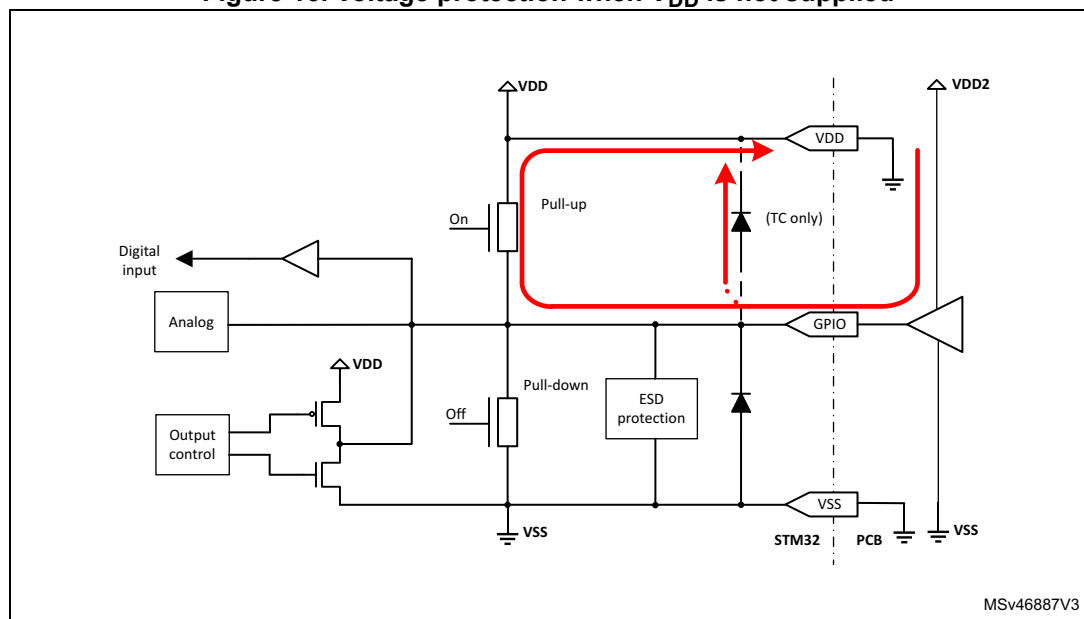 Figure 10. Voltage protection when VDD is not supplied
VDD
VDD2
VDD
Pull-up
(TC only)
On
Digital
input
Analog
GPIO
VDD
Pull-down
ESD
protection
Off
Output
control
VSS
VSS
STM32
PCB
VSS
MSv46887V3